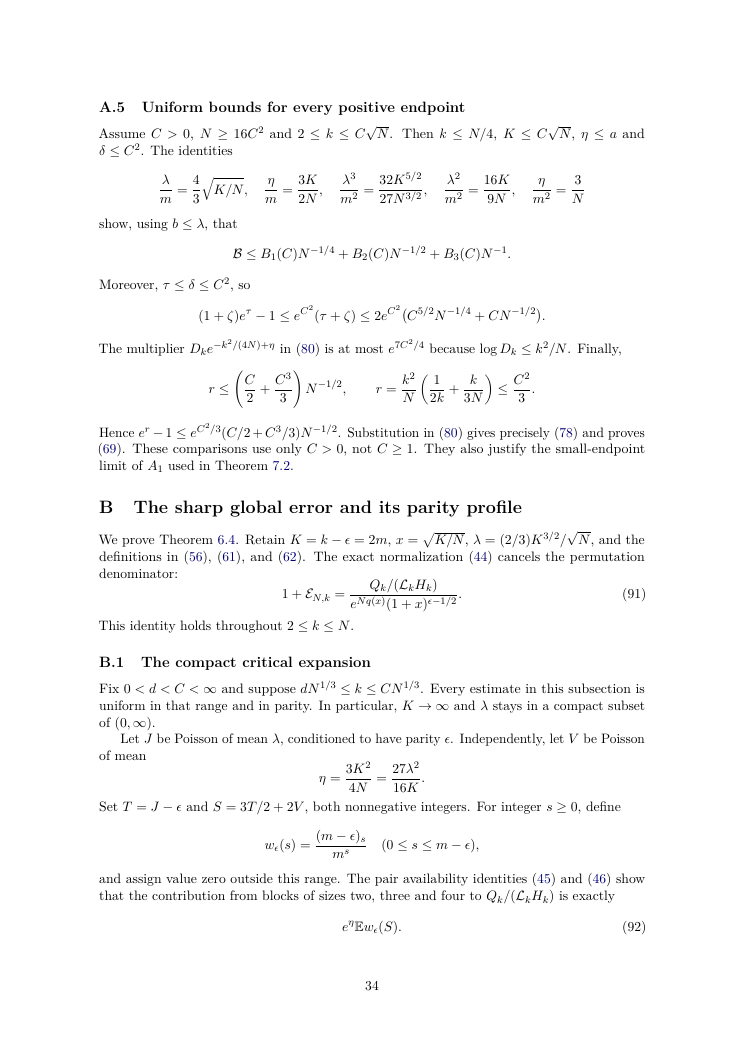 A.5 Uniform bounds for every positive endpoint
Assume C > 0, N ≥ 16C² and 2 ≤ k ≤ C√N. Then k ≤ N/4, K ≤ C√N, η ≤ a and
δ ≤ C². The identities
λ/m = 4/3 √(K/N), η/m = 3K/2N, λ³/m² = 32K^{5/2}/27N^{3/2}, λ²/m² = 16K/9N, η/m² = 3/N
show, using b ≤ λ, that
ℬ ≤ B₁(C)N^{−1/4} + B₂(C)N^{−1/2} + B₃(C)N^{−1}.
Moreover, τ ≤ δ ≤ C², so
(1 + ζ)e^τ − 1 ≤ e^{C²}(τ + ζ) ≤ 2e^{C²}(C^{5/2}N^{−1/4} + CN^{−1/2}).
The multiplier D_k e^{−k²/(4N)+η} in (80) is at most e^{7C²/4} because log D_k ≤ k²/N. Finally,
r ≤ (C/2 + C³/3) N^{−1/2}, r = k²/N (1/2k + k/3N) ≤ C²/3.
Hence e^r − 1 ≤ e^{C²/3}(C/2 + C³/3)N^{−1/2}. Substitution in (80) gives precisely (78) and proves
(69). These comparisons use only C > 0, not C ≥ 1. They also justify the small-endpoint
limit of A₁ used in Theorem 7.2.
B The sharp global error and its parity profile
We prove Theorem 6.4. Retain K = k − ϵ = 2m, x = √(K/N), λ = (2/3)K^{3/2}/√N, and the
definitions in (56), (61), and (62). The exact normalization (44) cancels the permutation
denominator:
1 + ℰ_{N,k} = Q_k/(ℒ_k H_k) / e^{Nq(x)}(1 + x)^{ϵ−1/2}. (91)
This identity holds throughout 2 ≤ k ≤ N.
B.1 The compact critical expansion
Fix 0 < d < C < ∞ and suppose dN^{1/3} ≤ k ≤ CN^{1/3}. Every estimate in this subsection is
uniform in that range and in parity. In particular, K → ∞ and λ stays in a compact subset
of (0, ∞).
Let J be Poisson of mean λ, conditioned to have parity ϵ. Independently, let V be Poisson
of mean
η = 3K²/4N = 27λ²/16K.
Set T = J − ϵ and S = 3T/2 + 2V, both nonnegative integers. For integer s ≥ 0, define
w_ϵ(s) = (m − ϵ)_s/m^s (0 ≤ s ≤ m − ϵ),
and assign value zero outside this range. The pair availability identities (45) and (46) show
that the contribution from blocks of sizes two, three and four to Q_k/(ℒ_k H_k) is exactly
e^η 𝔼w_ϵ(S). (92)
34